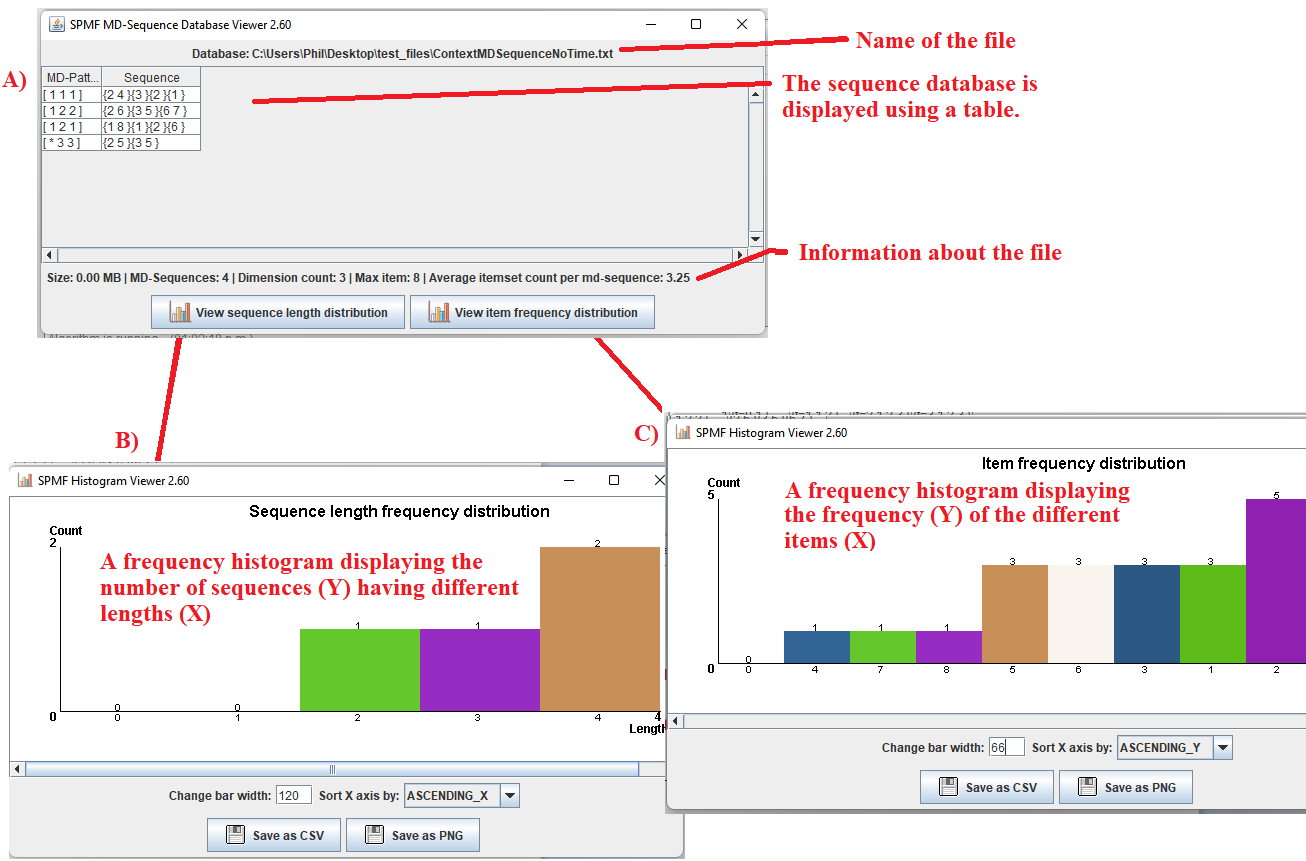 SPMF MD-Sequence Database Viewer 2.60
Database: C:\Users\Phil\Desktop\test_files\ContextMDSequenceNoTime.txt
Name of the file
A)
MD-Patt... Sequence
[ 1 1 1 ] {2 4 }{3 }{2 }{1 }
[ 1 2 2 ] {2 6 }{3 5 }{6 7 }
[ 1 2 1 ] {1 8 }{1 }{2 }{6 }
[ * 3 3 ] {2 5 }{3 5 }
The sequence database is
displayed using a table.
Information about the file
Size: 0.00 MB | MD-Sequences: 4 | Dimension count: 3 | Max item: 8 | Average itemset count per md-sequence: 3.25
View sequence length distribution
View item frequency distribution
B)
SPMF Histogram Viewer 2.60
Sequence length frequency distribution
Count
2
2
A frequency histogram displaying the
number of sequences (Y) having different
lengths (X)
1 1
0 0
0
0 1 2 3 4 4
Length
Change bar width: 120 Sort X axis by: ASCENDING_X
Save as CSV
Save as PNG
C)
SPMF Histogram Viewer 2.60
Item frequency distribution
Count
5
5
A frequency histogram displaying
the frequency (Y) of the different
items (X)
3 3 3 3
1 1 1
0
0
0 4 7 8 5 6 3 1 2
Change bar width: 66 Sort X axis by: ASCENDING_Y
Save as CSV
Save as PNG